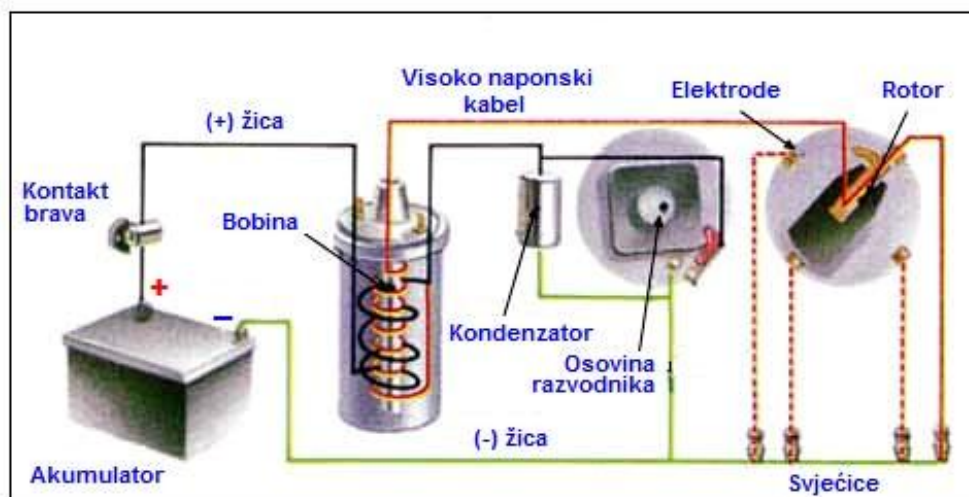 Visoko naponski
kabel
Elektrode
Rotor
(+) žica
Kontakt
brava
Bobina
+
−
Kondenzator
Osovina
razvodnika
(-) žica
Akumulator
Svjećice